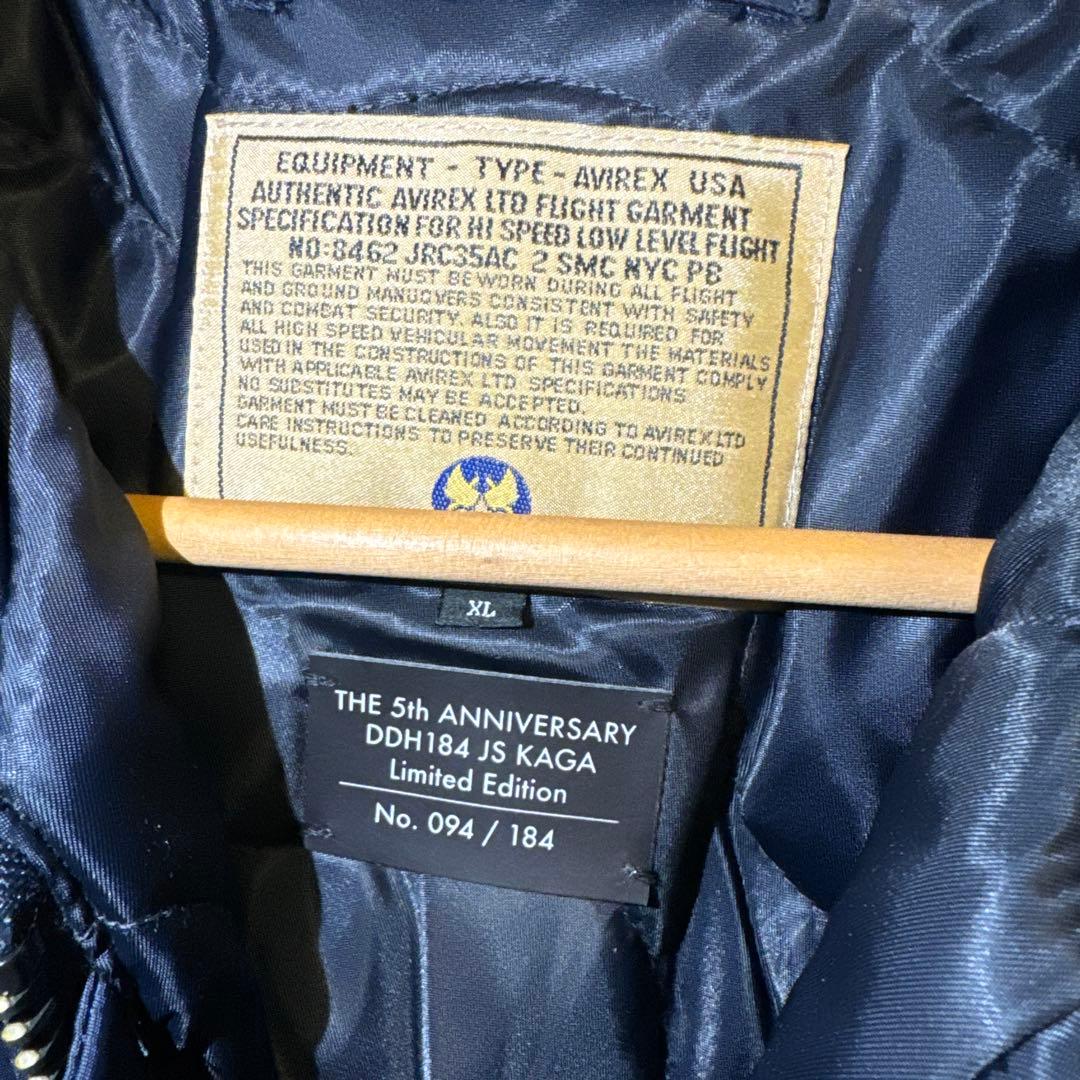 EQUIPMENT - TYPE - AVIREX USA
AUTHENTIC AVIREX LTD FLIGHT GARMENT
SPECIFICATION FOR HI SPEED LOW LEVEL FLIGHT
NO:8462 JRC35AC 2 SMC NYC PB
THIS GARMENT MUST BE WORN DURING ALL FLIGHT
AND GROUND MANUOVERS CONSISTENT WITH SAFETY
AND COMBAT SECURITY. ALSO IT IS REQUIRED FOR
ALL HIGH SPEED VEHICULAR MOVEMENT THE MATERIALS
USED IN THE CONSTRUCTIONS OF THIS GARMENT COMPLY
WITH APPLICABLE AVIREX LTD SPECIFICATIONS
NO SUBSTITUTES MAY BE ACCEPTED.
GARMENT MUST BE CLEANED ACCORDING TO AVIREX LTD
CARE INSTRUCTIONS TO PRESERVE THEIR CONTINUED
USEFULNESS.
XL
THE 5th ANNIVERSARY
DDH184 JS KAGA
Limited Edition
No. 094 / 184